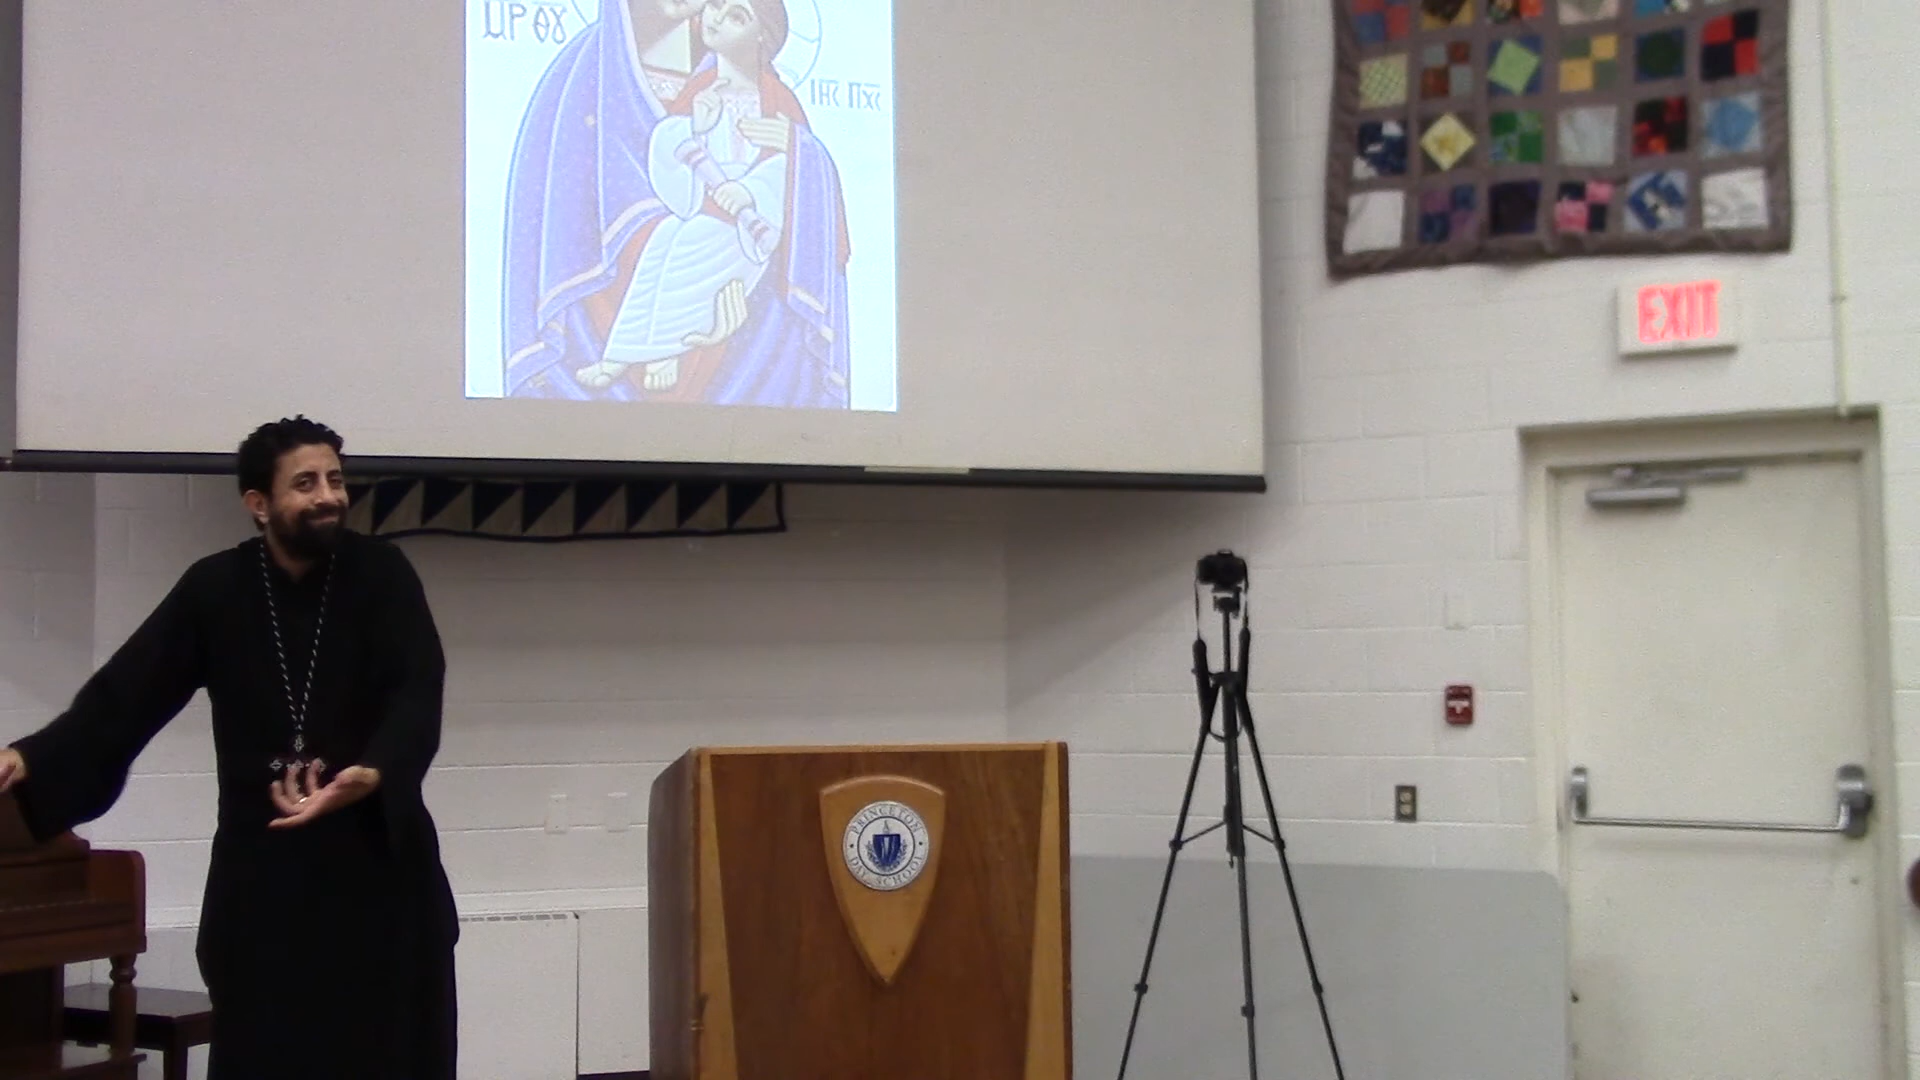 ⲘⲢ ⲐⲨ
ⲒⲎⲤ ⲠⲬⲤ
EXIT
PRINCETON
DAY SCHOOL